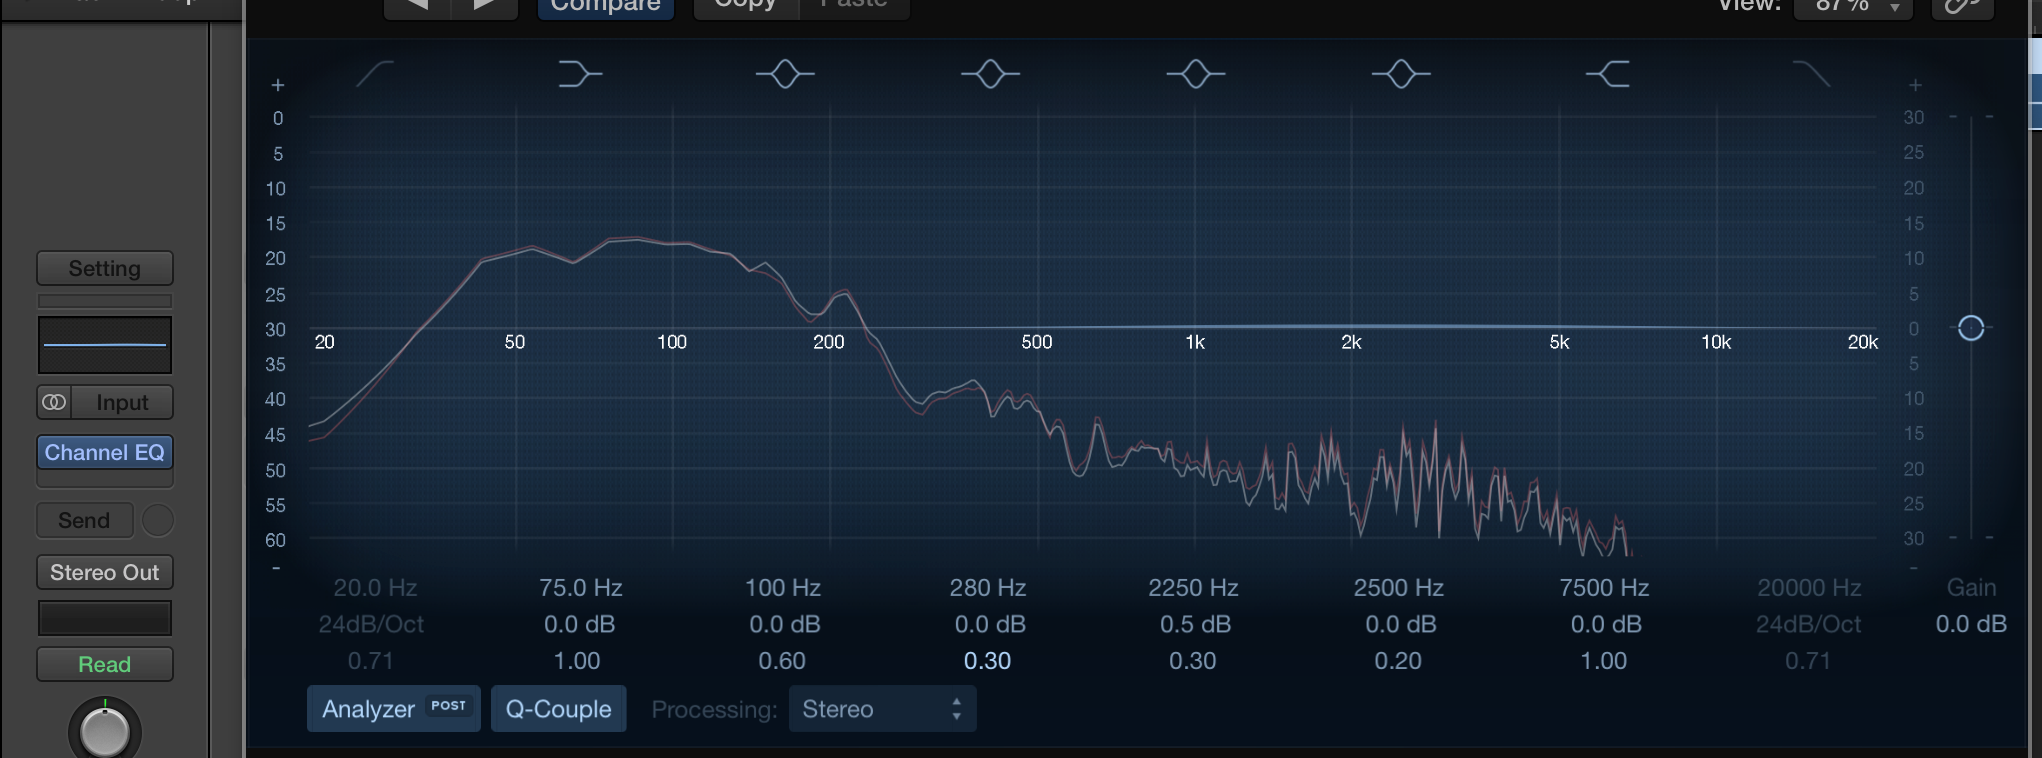 Compare
Copy
Paste
View:
87%
+
0
5
10
15
20
25
30
35
40
45
50
55
60
-
20 50 100 200 500 1k 2k 5k 10k 20k
+
30
25
20
15
10
5
0
5
10
15
20
25
30
-
20.0 Hz 75.0 Hz 100 Hz 280 Hz 2250 Hz 2500 Hz 7500 Hz 20000 Hz Gain
24dB/Oct 0.0 dB 0.0 dB 0.0 dB 0.5 dB 0.0 dB 0.0 dB 24dB/Oct 0.0 dB
0.71 1.00 0.60 0.30 0.30 0.20 1.00 0.71
Analyzer POST Q-Couple Processing: Stereo
Setting
Input
Channel EQ
Send
Stereo Out
Read